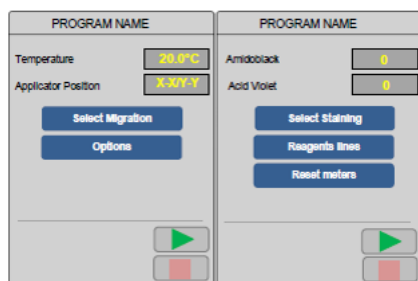 PROGRAM NAME
Temperature 20.0°C
Applicator Position X-X/Y-Y
Select Migration
Options
PROGRAM NAME
Amidoblack 0
Acid Violet 0
Select Staining
Reagents lines
Reset meters